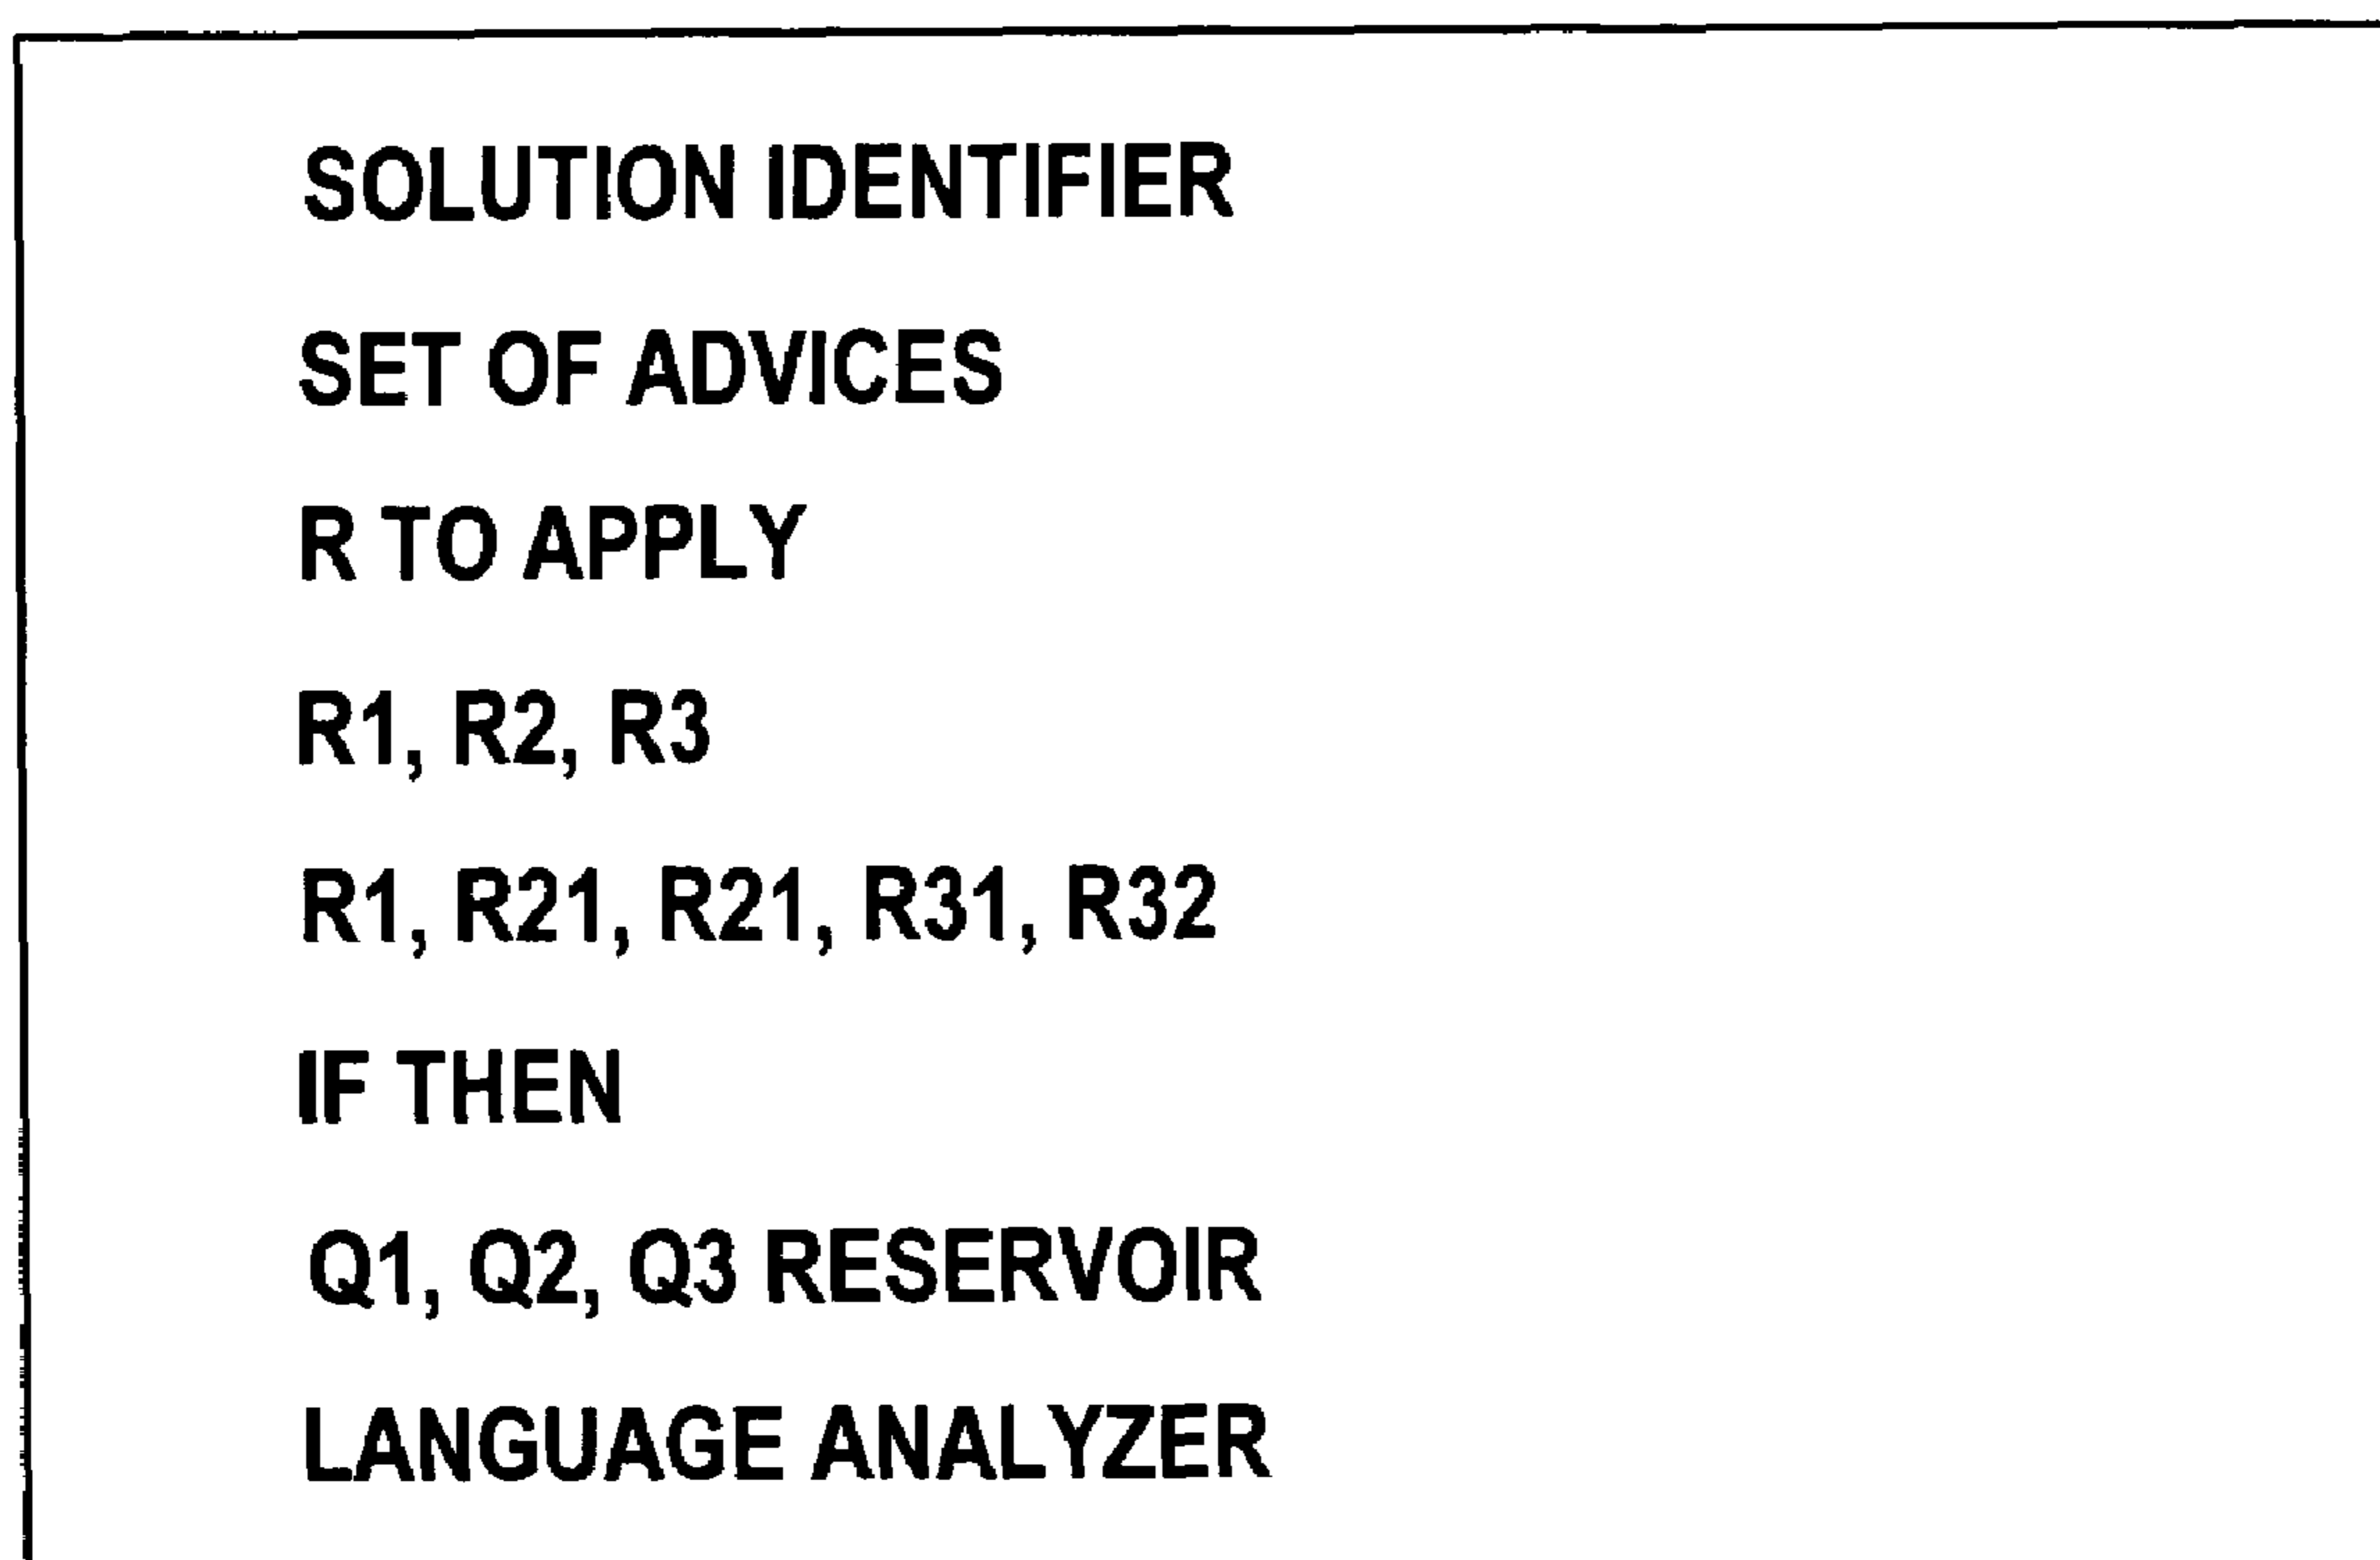 SOLUTION IDENTIFIER
SET OF ADVICES
R TO APPLY
R1, R2, R3
R1, R21, R21, R31, R32
IF THEN
Q1, Q2, Q3 RESERVOIR
LANGUAGE ANALYZER